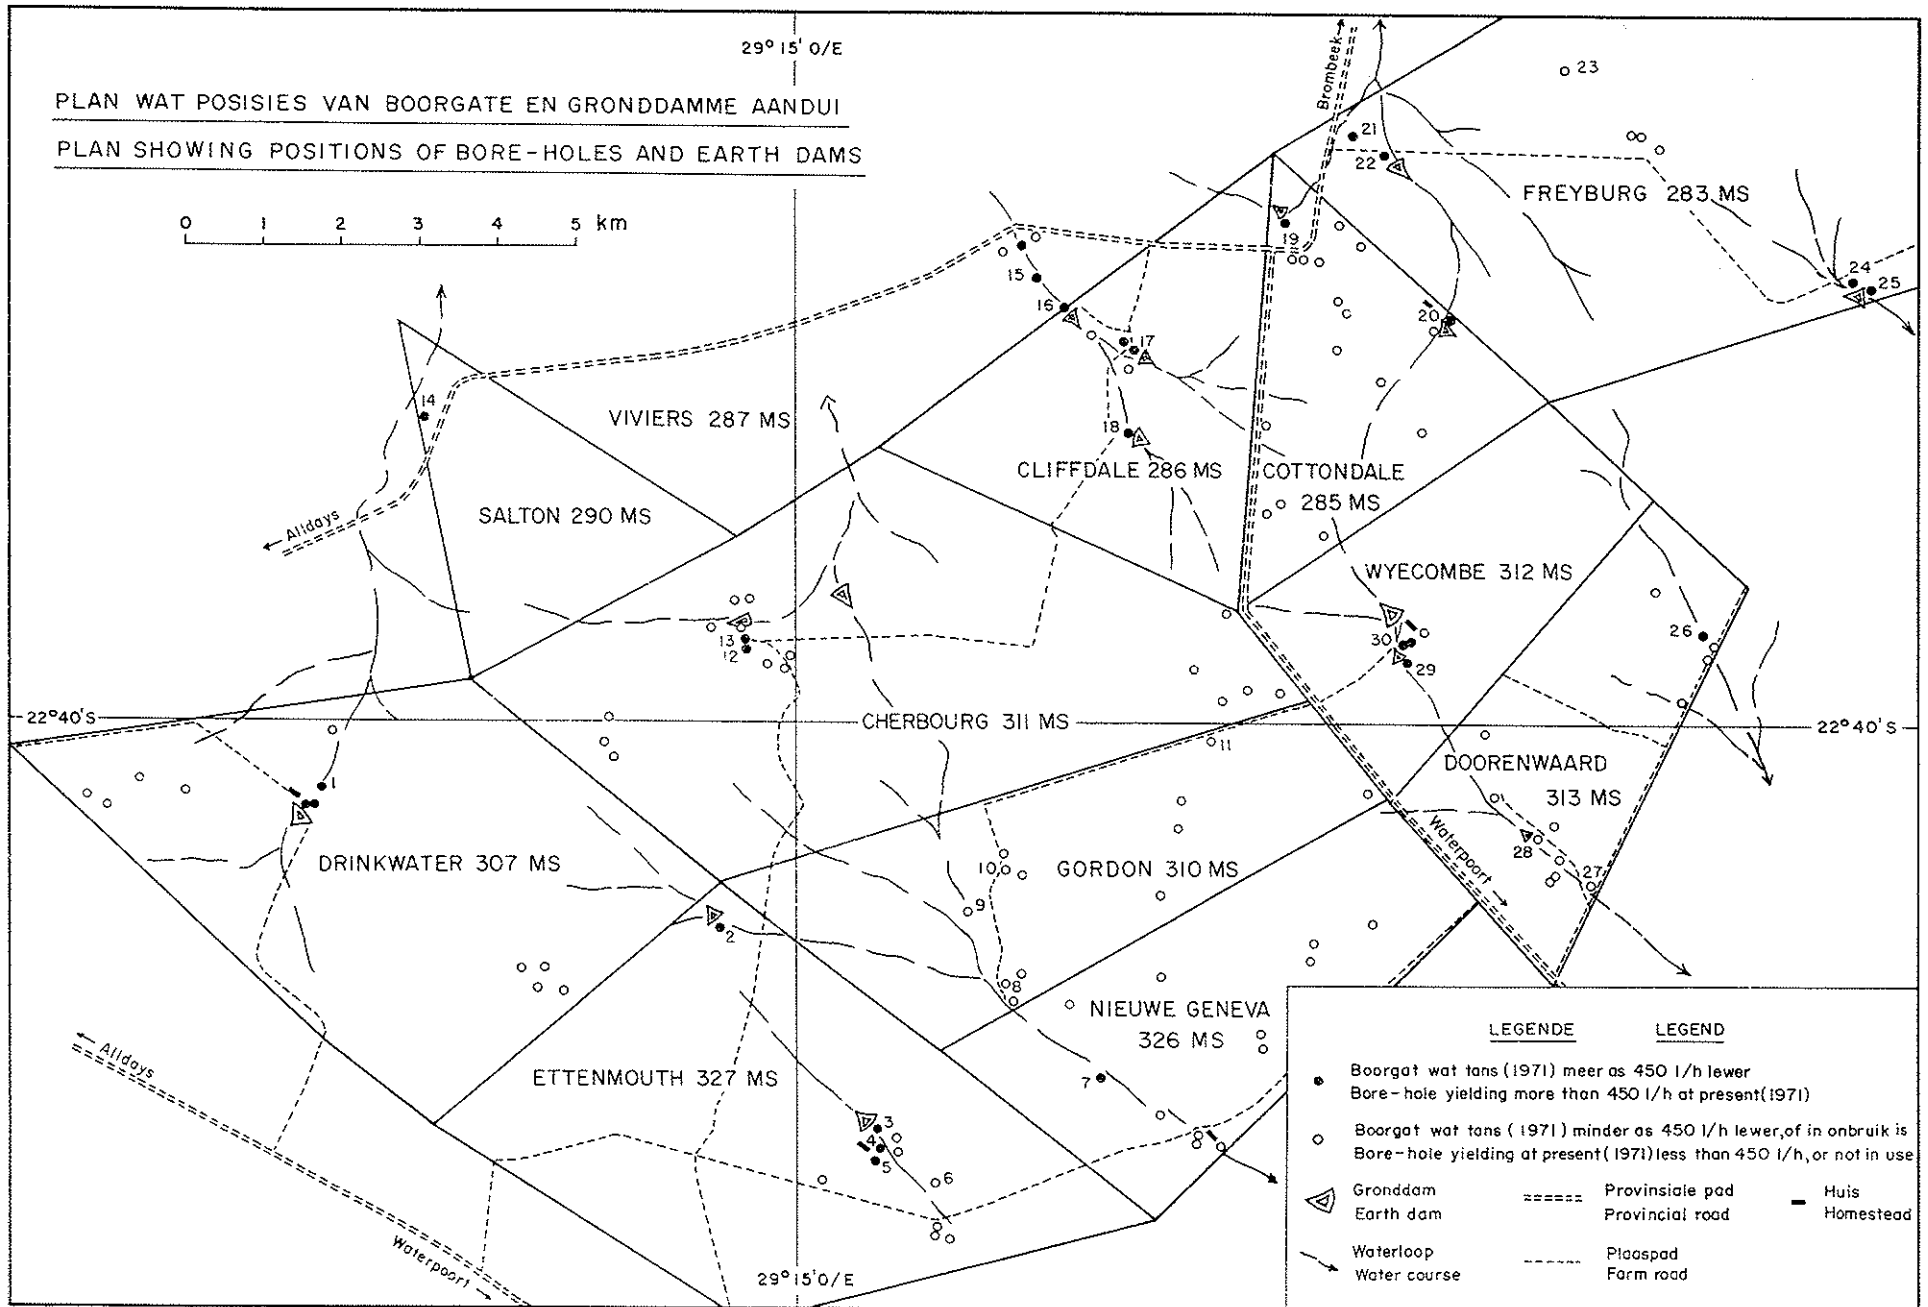 29° 15' O/E
PLAN WAT POSISIES VAN BOORGATE EN GRONDDAMME AANDUI
PLAN SHOWING POSITIONS OF BORE-HOLES AND EARTH DAMS
0 1 2 3 4 5 km
Brombeek
23
21
22
FREYBURG 283 MS
19
24
25
15
16
20
17
14
VIVIERS 287 MS
18
CLIFFDALE 286 MS
COTTONDALE
285 MS
SALTON 290 MS
Alldays
WYECOMBE 312 MS
13
12
30
29
26
22° 40' S
CHERBOURG 311 MS
22° 40' S
11
DOORENWAARD
313 MS
1
DRINKWATER 307 MS
Waterpoort
28
27
10
GORDON 310 MS
9
2
8
NIEUWE GENEVA
326 MS
Alldays
ETTENMOUTH 327 MS
7
3
4
5
6
Waterpoort
29° 15' O/E
LEGENDE LEGEND
Boorgat wat tans (1971) meer as 450 l/h lewer
Bore-hole yielding more than 450 l/h at present (1971)
Boorgat wat tans (1971) minder as 450 l/h lewer, of in onbruik is
Bore-hole yielding at present (1971) less than 450 l/h, or not in use
Gronddam
Earth dam
Provinsiale pad
Provincial road
Huis
Homestead
Waterloop
Water course
Plaaspad
Farm road